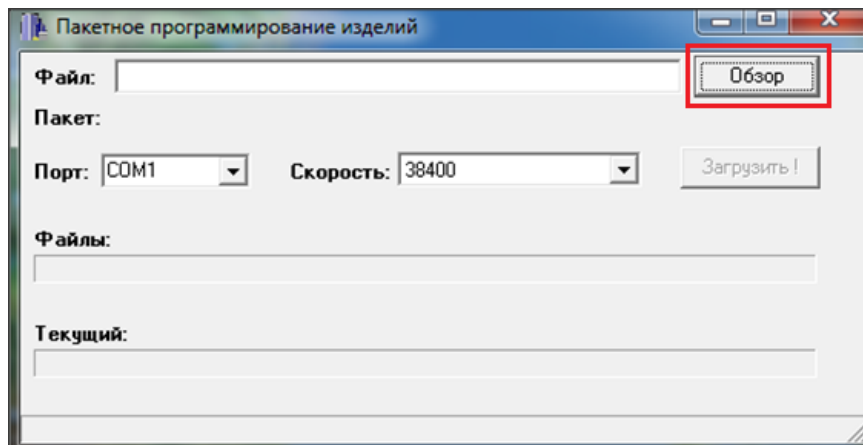 Пакетное программирование изделий
Файл: Обзор
Пакет:
Порт: COM1 Скорость: 38400 Загрузить !
Файлы:
Текущий: